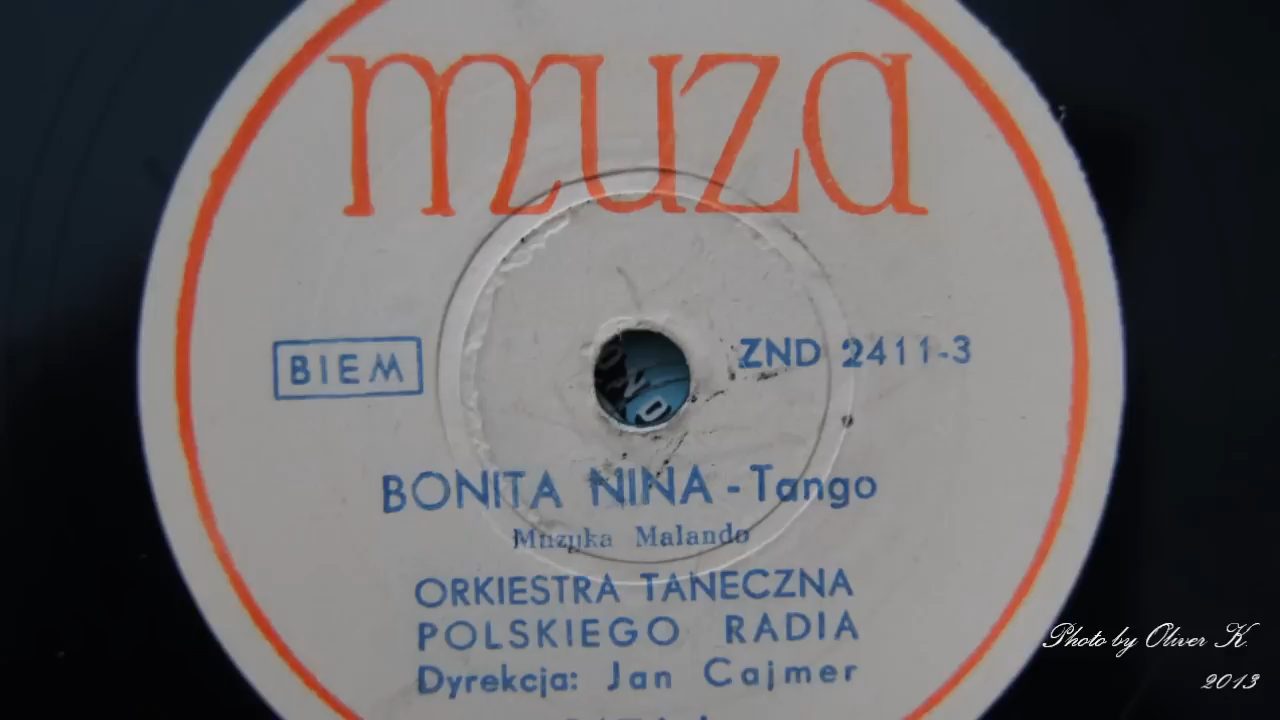 muza
BIEM
ZND 2411-3
BONITA NINA - Tango
Muzyka Malando
ORKIESTRA TANECZNA
POLSKIEGO RADIA
Dyrekcja: Jan Cajmer
Photo by Oliver K.
2013